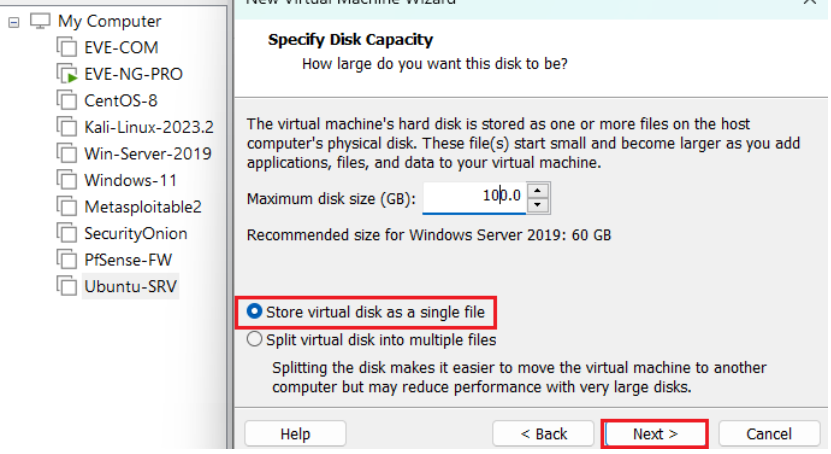 My Computer
EVE-COM
EVE-NG-PRO
CentOS-8
Kali-Linux-2023.2
Win-Server-2019
Windows-11
Metasploitable2
SecurityOnion
PfSense-FW
Ubuntu-SRV
New Virtual Machine Wizard
Specify Disk Capacity
How large do you want this disk to be?
The virtual machine's hard disk is stored as one or more files on the host
computer's physical disk. These file(s) start small and become larger as you add
applications, files, and data to your virtual machine.
Maximum disk size (GB): 100.0
Recommended size for Windows Server 2019: 60 GB
Store virtual disk as a single file
Split virtual disk into multiple files
Splitting the disk makes it easier to move the virtual machine to another
computer but may reduce performance with very large disks.
Help < Back Next > Cancel